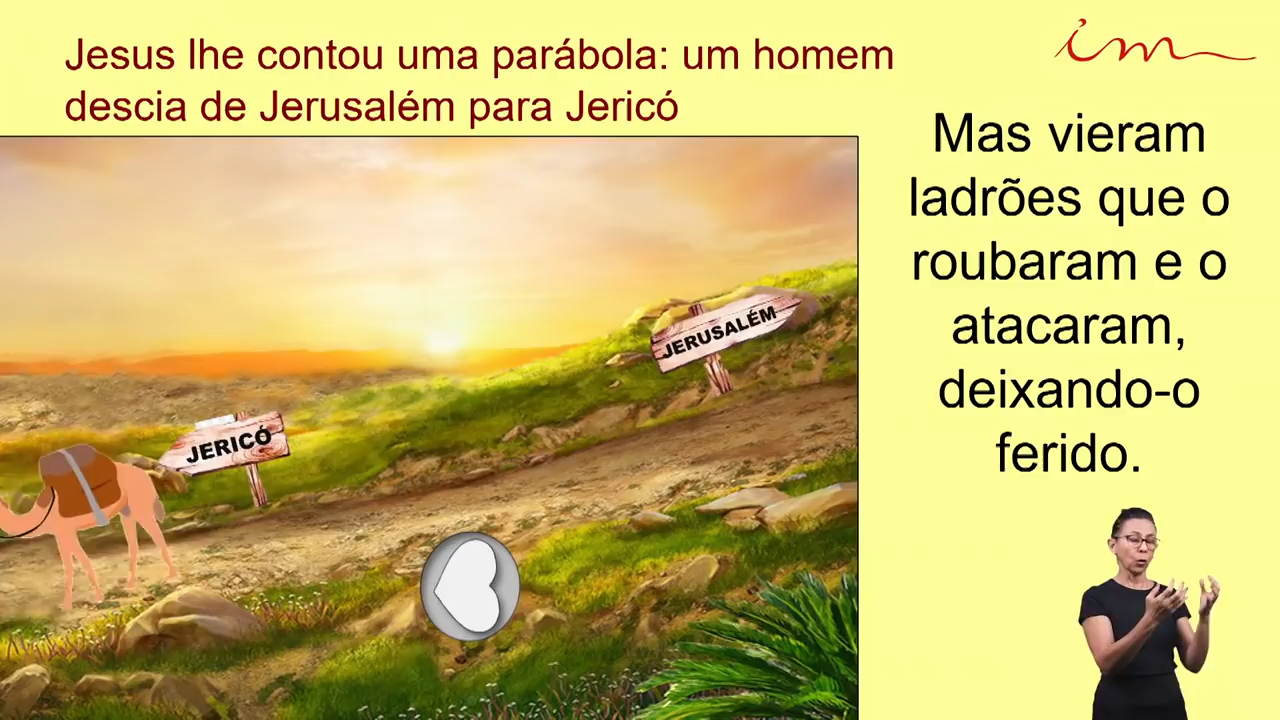 Jesus lhe contou uma parábola: um homem
descia de Jerusalém para Jericó
im
Mas vieram
ladrões que o
roubaram e o
atacaram,
deixando-o
ferido.
JERUSALÉM
JERICÓ